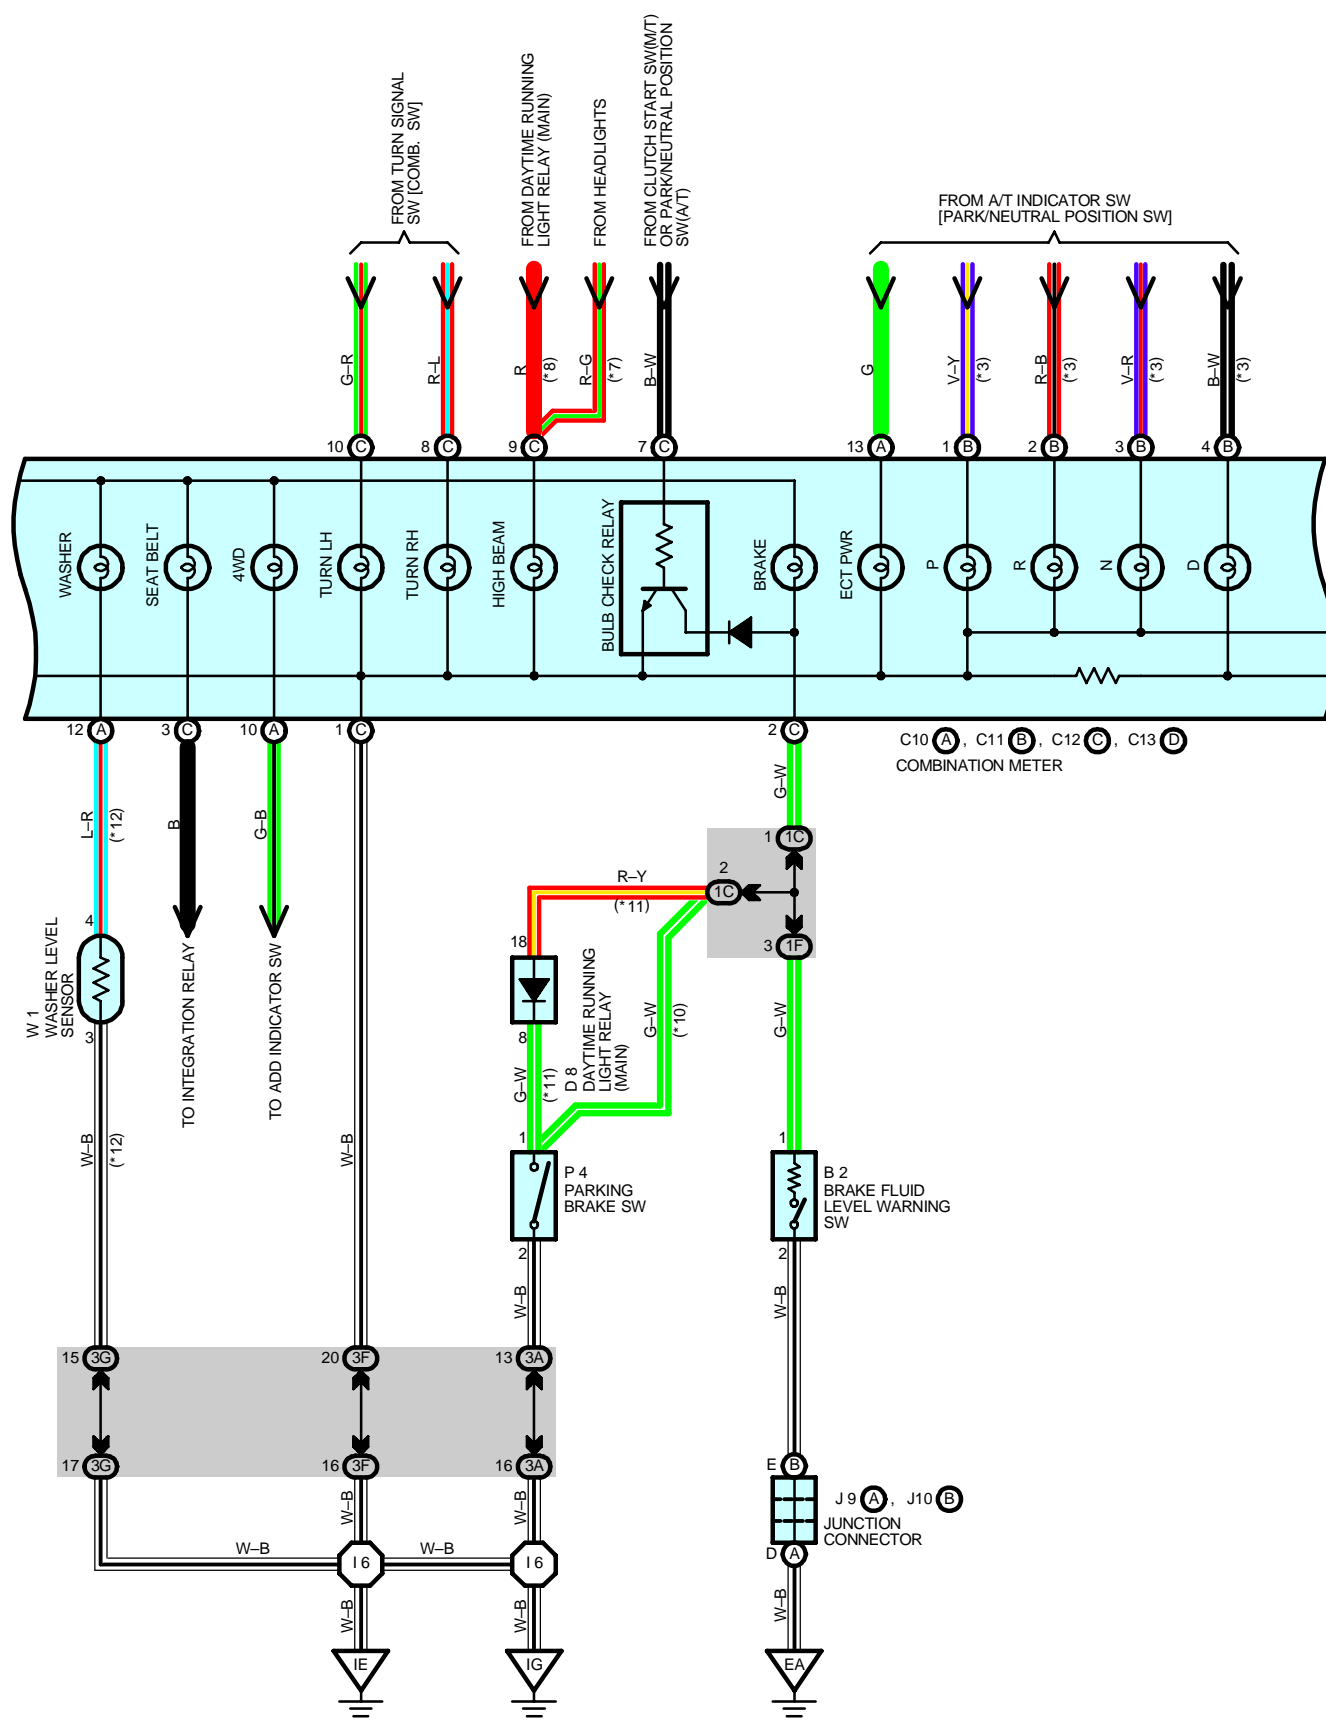 FROM TURN SIGNAL
SW [COMB. SW]
FROM DAYTIME RUNNING
LIGHT RELAY (MAIN)
FROM HEADLIGHTS
FROM CLUTCH START SW(M/T)
OR PARK/NEUTRAL POSITION
SW(A/T)
FROM A/T INDICATOR SW
[PARK/NEUTRAL POSITION SW]
G–R
R–L
R
(*8)
R–G
(*7)
B–W
G
V–Y
(*3)
R–B
(*3)
V–R
(*3)
B–W
(*3)
10 C
8 C
9 C
7 C
13 A
1 B
2 B
3 B
4 B
WASHER
SEAT BELT
4WD
TURN LH
TURN RH
HIGH BEAM
BULB CHECK RELAY
BRAKE
ECT PWR
P
R
N
D
12 A
3 C
10 A
1 C
2 C
C10 A , C11 B , C12 C , C13 D
COMBINATION METER
L–R
(*12)
B
G–B
G–W
1 1C
2
1C
3 1F
R–Y
(*11)
4
W 1
WASHER LEVEL
SENSOR
3
TO INTEGRATION RELAY
TO ADD INDICATOR SW
18
8
D 8
DAYTIME RUNNING
LIGHT RELAY
(MAIN)
G–W
(*11)
G–W
(*10)
G–W
W–B
(*12)
W–B
1
P 4
PARKING
BRAKE SW
2
1
B 2
BRAKE FLUID
LEVEL WARNING
SW
2
W–B
W–B
15 3G
20 3F
13 3A
17 3G
16 3F
16 3A
E B
J 9 A , J10 B
JUNCTION
CONNECTOR
D A
W–B
W–B
W–B
W–B
I 6
I 6
W–B
W–B
W–B
IE
IG
EA